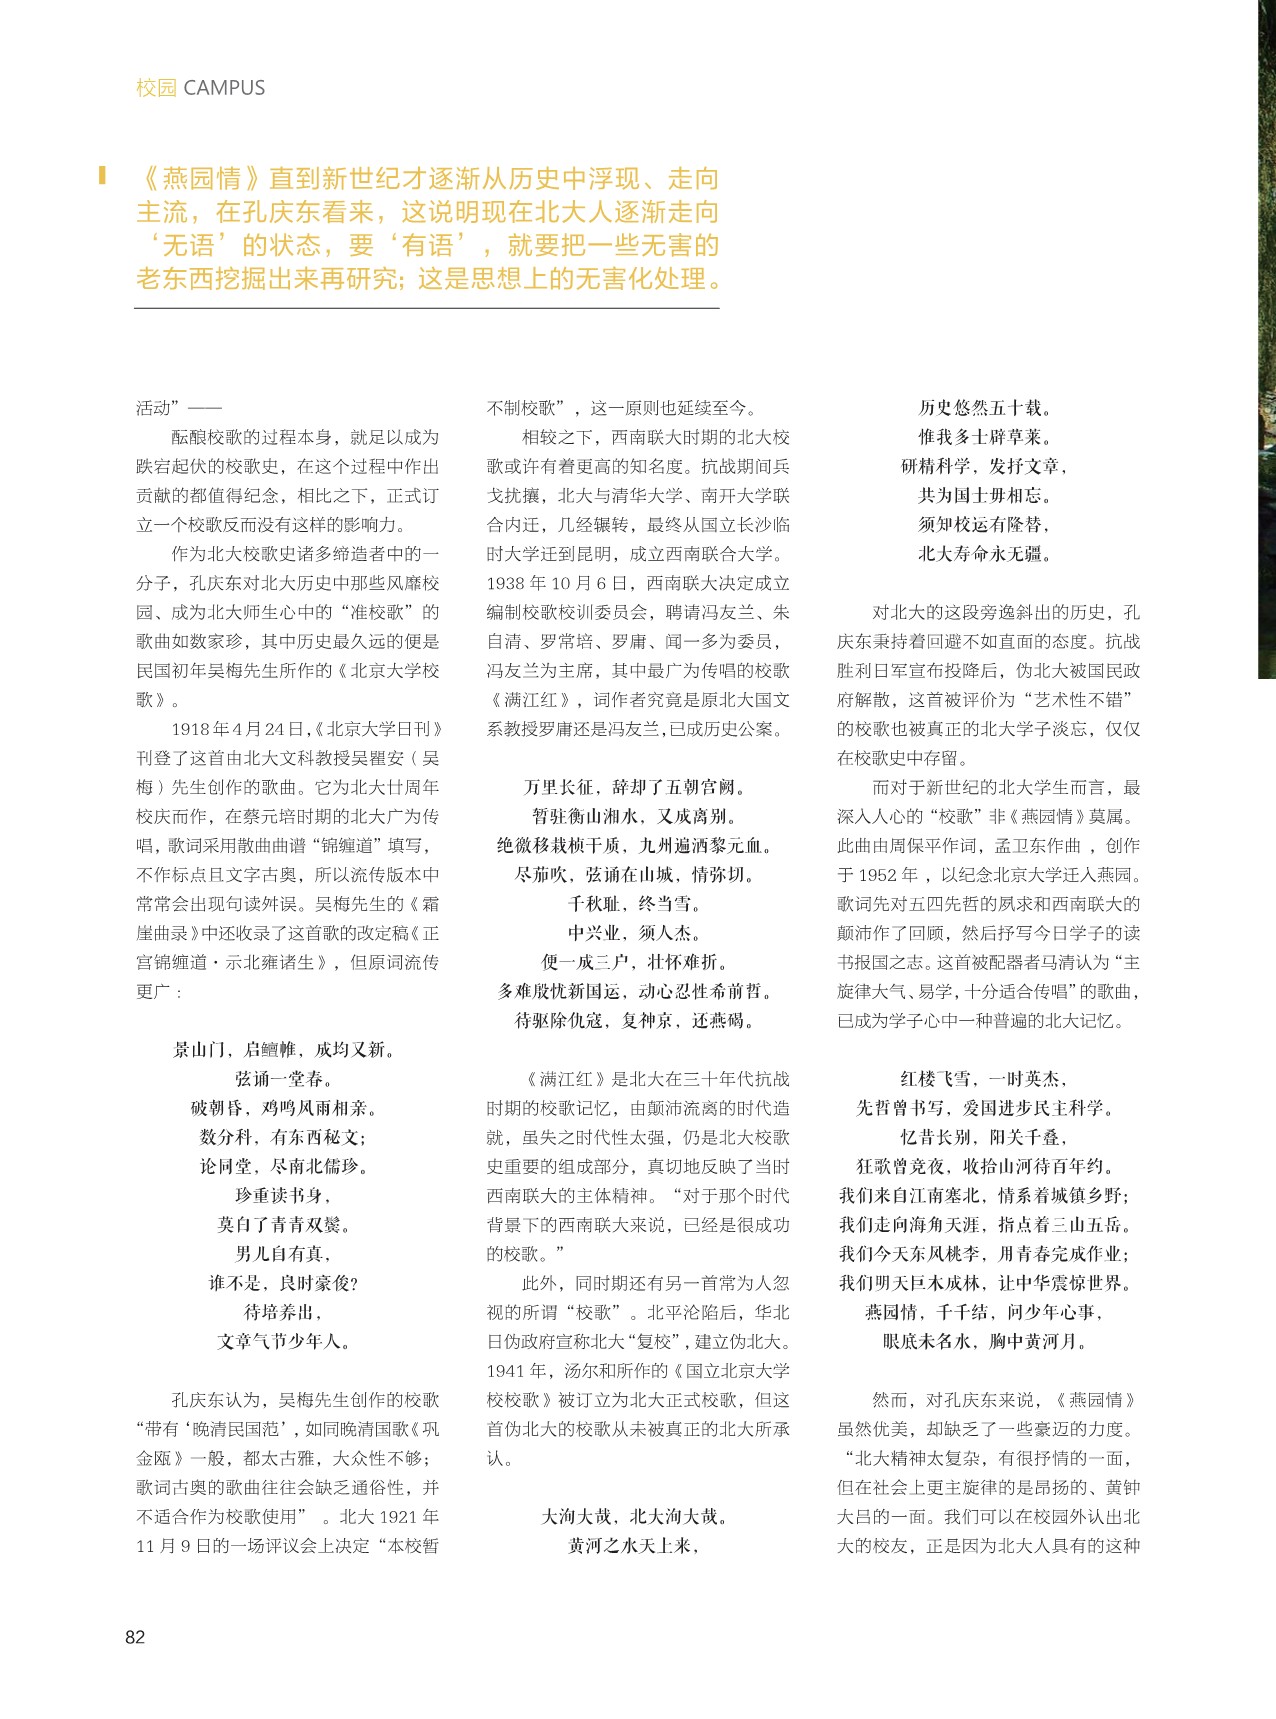 校园 CAMPUS
《燕园情》直到新世纪才逐渐从历史中浮现、走向
主流，在孔庆东看来，这说明现在北大人逐渐走向
‘无语’的状态，要‘有语’，就要把一些无害的
老东西挖掘出来再研究；这是思想上的无害化处理。
活动”——
酝酿校歌的过程本身，就足以成为
跌宕起伏的校歌史，在这个过程中作出
贡献的都值得纪念，相比之下，正式订
立一个校歌反而没有这样的影响力。
作为北大校歌史诸多缔造者中的一
分子，孔庆东对北大历史中那些风靡校
园、成为北大师生心中的“准校歌”的
歌曲如数家珍，其中历史最久远的便是
民国初年吴梅先生所作的《北京大学校
歌》。
1918年4月24日，《北京大学日刊》
刊登了这首由北大文科教授吴瞿安（吴
梅）先生创作的歌曲。它为北大廿周年
校庆而作，在蔡元培时期的北大广为传
唱，歌词采用散曲曲谱“锦缠道”填写，
不作标点且文字古奥，所以流传版本中
常常会出现句读舛误。吴梅先生的《霜
崖曲录》中还收录了这首歌的改定稿《正
宫锦缠道·示北雍诸生》，但原词流传
更广：
景山门，启鳣帷，成均又新。
弦诵一堂春。
破朝昏，鸡鸣风雨相亲。
数分科，有东西秘文；
论同堂，尽南北儒珍。
珍重读书身，
莫白了青青双鬓。
男儿自有真，
谁不是，良时豪俊？
待培养出，
文章气节少年人。
孔庆东认为，吴梅先生创作的校歌
“带有‘晚清民国范’，如同晚清国歌《巩
金瓯》一般，都太古雅，大众性不够；
歌词古奥的歌曲往往会缺乏通俗性，并
不适合作为校歌使用” 。北大 1921 年
11 月 9 日的一场评议会上决定“本校暂
不制校歌”，这一原则也延续至今。
相较之下，西南联大时期的北大校
歌或许有着更高的知名度。抗战期间兵
戈扰攘，北大与清华大学、南开大学联
合内迁，几经辗转，最终从国立长沙临
时大学迁到昆明，成立西南联合大学。
1938 年 10 月 6 日，西南联大决定成立
编制校歌校训委员会，聘请冯友兰、朱
自清、罗常培、罗庸、闻一多为委员，
冯友兰为主席，其中最广为传唱的校歌
《满江红》，词作者究竟是原北大国文
系教授罗庸还是冯友兰，已成历史公案。
万里长征，辞却了五朝宫阙。
暂驻衡山湘水，又成离别。
绝徼移栽桢干质，九州遍洒黎元血。
尽茄吹，弦诵在山城，情弥切。
千秋耻，终当雪。
中兴业，须人杰。
便一成三户，壮怀难折。
多难殷忧新国运，动心忍性希前哲。
待驱除仇寇，复神京，还燕碣。
《满江红》是北大在三十年代抗战
时期的校歌记忆，由颠沛流离的时代造
就，虽失之时代性太强，仍是北大校歌
史重要的组成部分，真切地反映了当时
西南联大的主体精神。“对于那个时代
背景下的西南联大来说，已经是很成功
的校歌。”
此外，同时期还有另一首常为人忽
视的所谓“校歌”。北平沦陷后，华北
日伪政府宣称北大“复校”，建立伪北大。
1941 年，汤尔和所作的《国立北京大学
校校歌》被订立为北大正式校歌，但这
首伪北大的校歌从未被真正的北大所承
认。
大洵大哉，北大洵大哉。
黄河之水天上来，
历史悠然五十载。
惟我多士辟草莱。
研精科学，发抒文章，
共为国士毋相忘。
须知校运有隆替，
北大寿命永无疆。
对北大的这段旁逸斜出的历史，孔
庆东秉持着回避不如直面的态度。抗战
胜利日军宣布投降后，伪北大被国民政
府解散，这首被评价为“艺术性不错”
的校歌也被真正的北大学子淡忘，仅仅
在校歌史中存留。
而对于新世纪的北大学生而言，最
深入人心的“校歌”非《燕园情》莫属。
此曲由周保平作词，孟卫东作曲 ，创作
于 1952 年 ，以纪念北京大学迁入燕园。
歌词先对五四先哲的夙求和西南联大的
颠沛作了回顾，然后抒写今日学子的读
书报国之志。这首被配器者马清认为“主
旋律大气、易学，十分适合传唱”的歌曲，
已成为学子心中一种普遍的北大记忆。
红楼飞雪，一时英杰，
先哲曾书写，爱国进步民主科学。
忆昔长别，阳关千叠，
狂歌曾竞夜，收拾山河待百年约。
我们来自江南塞北，情系着城镇乡野；
我们走向海角天涯，指点着三山五岳。
我们今天东风桃李，用青春完成作业；
我们明天巨木成林，让中华震惊世界。
燕园情，千千结，问少年心事，
眼底未名水，胸中黄河月。
然而，对孔庆东来说，《燕园情》
虽然优美，却缺乏了一些豪迈的力度。
“北大精神太复杂，有很抒情的一面，
但在社会上更主旋律的是昂扬的、黄钟
大吕的一面。我们可以在校园外认出北
大的校友，正是因为北大人具有的这种
82